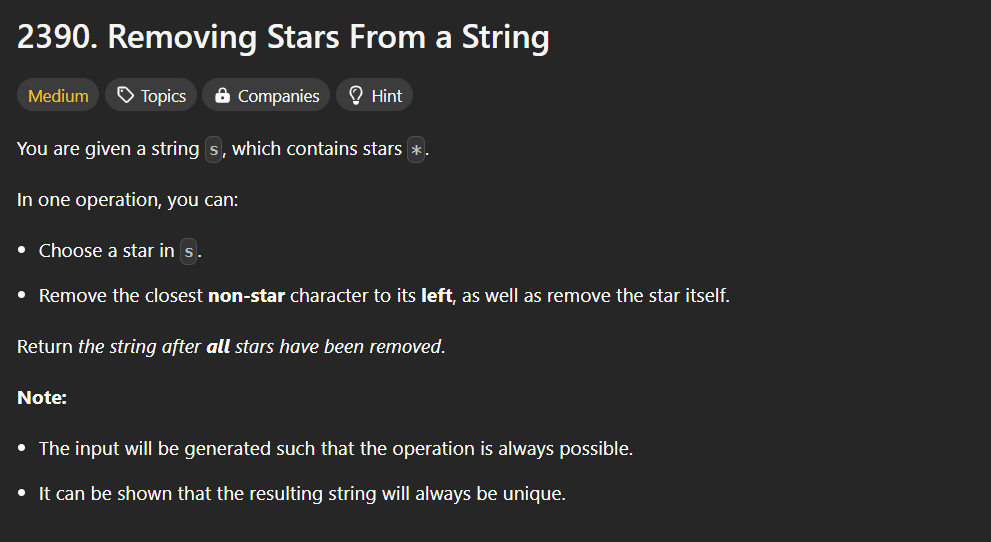 2390. Removing Stars From a String
Medium Topics Companies Hint
You are given a string s, which contains stars *.
In one operation, you can:
• Choose a star in s.
• Remove the closest non-star character to its left, as well as remove the star itself.
Return the string after all stars have been removed.
Note:
• The input will be generated such that the operation is always possible.
• It can be shown that the resulting string will always be unique.